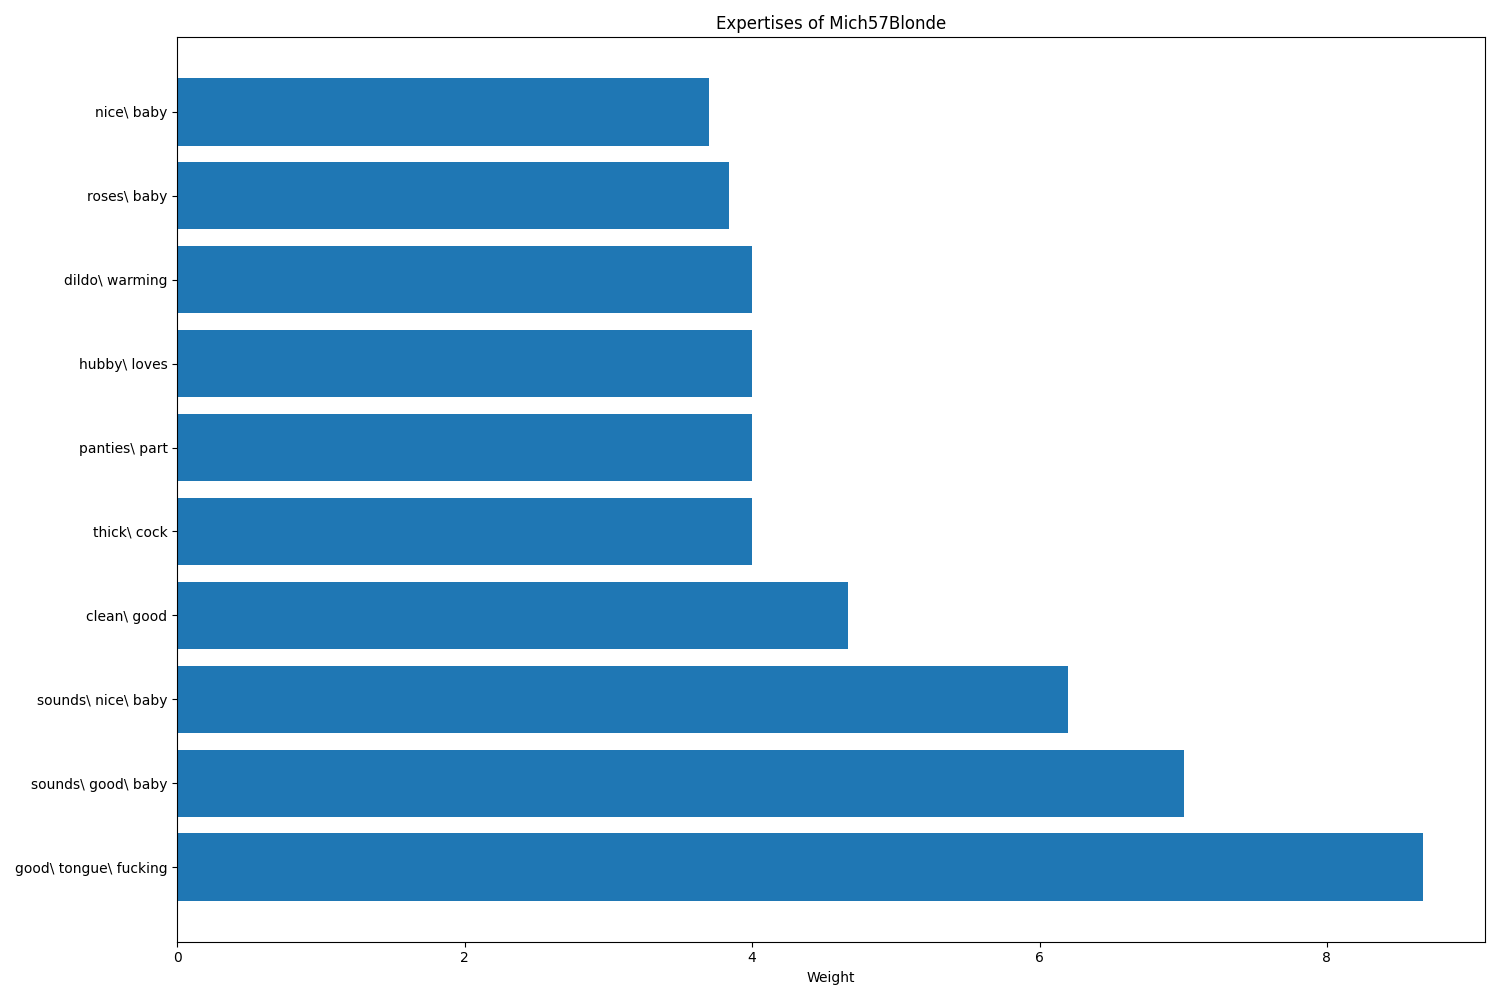 Expertises of Mich57Blonde
nice\ baby
roses\ baby
dildo\ warming
hubby\ loves
panties\ part
thick\ cock
clean\ good
sounds\ nice\ baby
sounds\ good\ baby
good\ tongue\ fucking
0 2 4 6 8
Weight